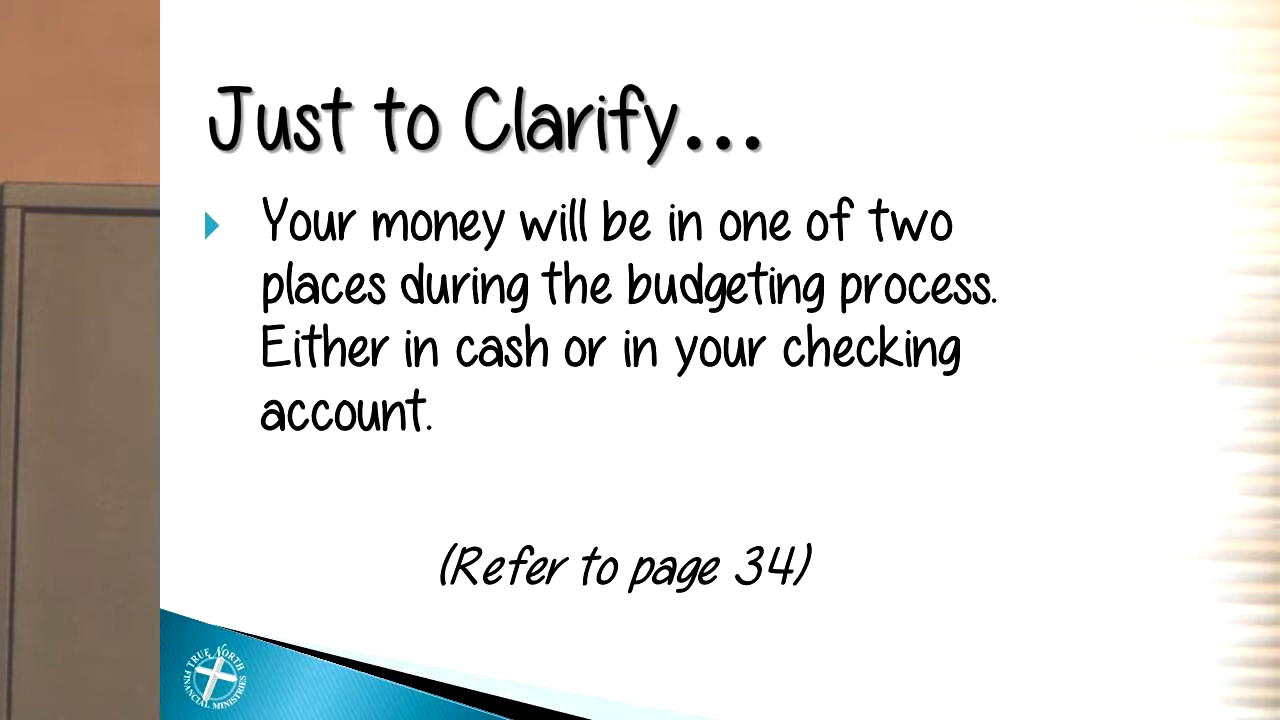 Just to Clarify...
Your money will be in one of two
places during the budgeting process.
Either in cash or in your checking
account.
(Refer to page 34)
TRUE NORTH
FINANCIAL MINISTRIES